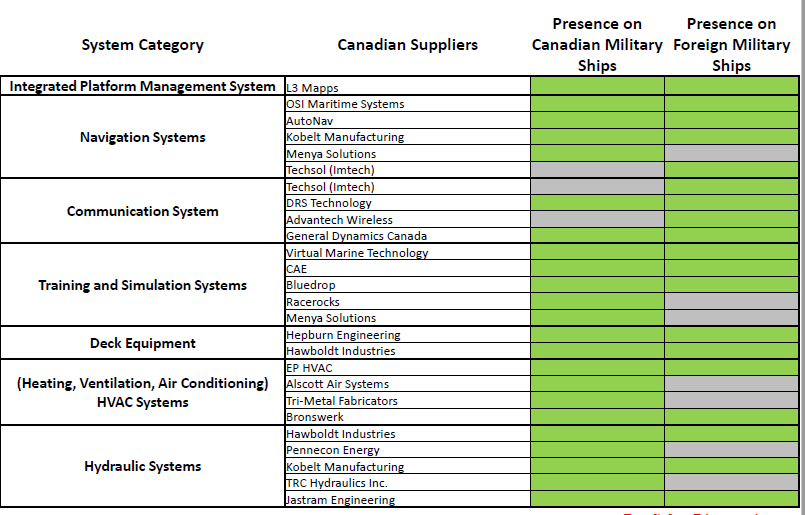 System Category
Canadian Suppliers
Presence on
Canadian Military
Ships
Presence on
Foreign Military
Ships
Integrated Platform Management System
L3 Mapps
Navigation Systems
OSI Maritime Systems
AutoNav
Kobelt Manufacturing
Menya Solutions
Techsol (Imtech)
Communication System
Techsol (Imtech)
DRS Technology
Advantech Wireless
General Dynamics Canada
Training and Simulation Systems
Virtual Marine Technology
CAE
Bluedrop
Racerocks
Menya Solutions
Deck Equipment
Hepburn Engineering
Hawboldt Industries
(Heating, Ventilation, Air Conditioning)
HVAC Systems
EP HVAC
Alscott Air Systems
Tri-Metal Fabricators
Bronswerk
Hydraulic Systems
Hawboldt Industries
Pennecon Energy
Kobelt Manufacturing
TRC Hydraulics Inc.
Jastram Engineering